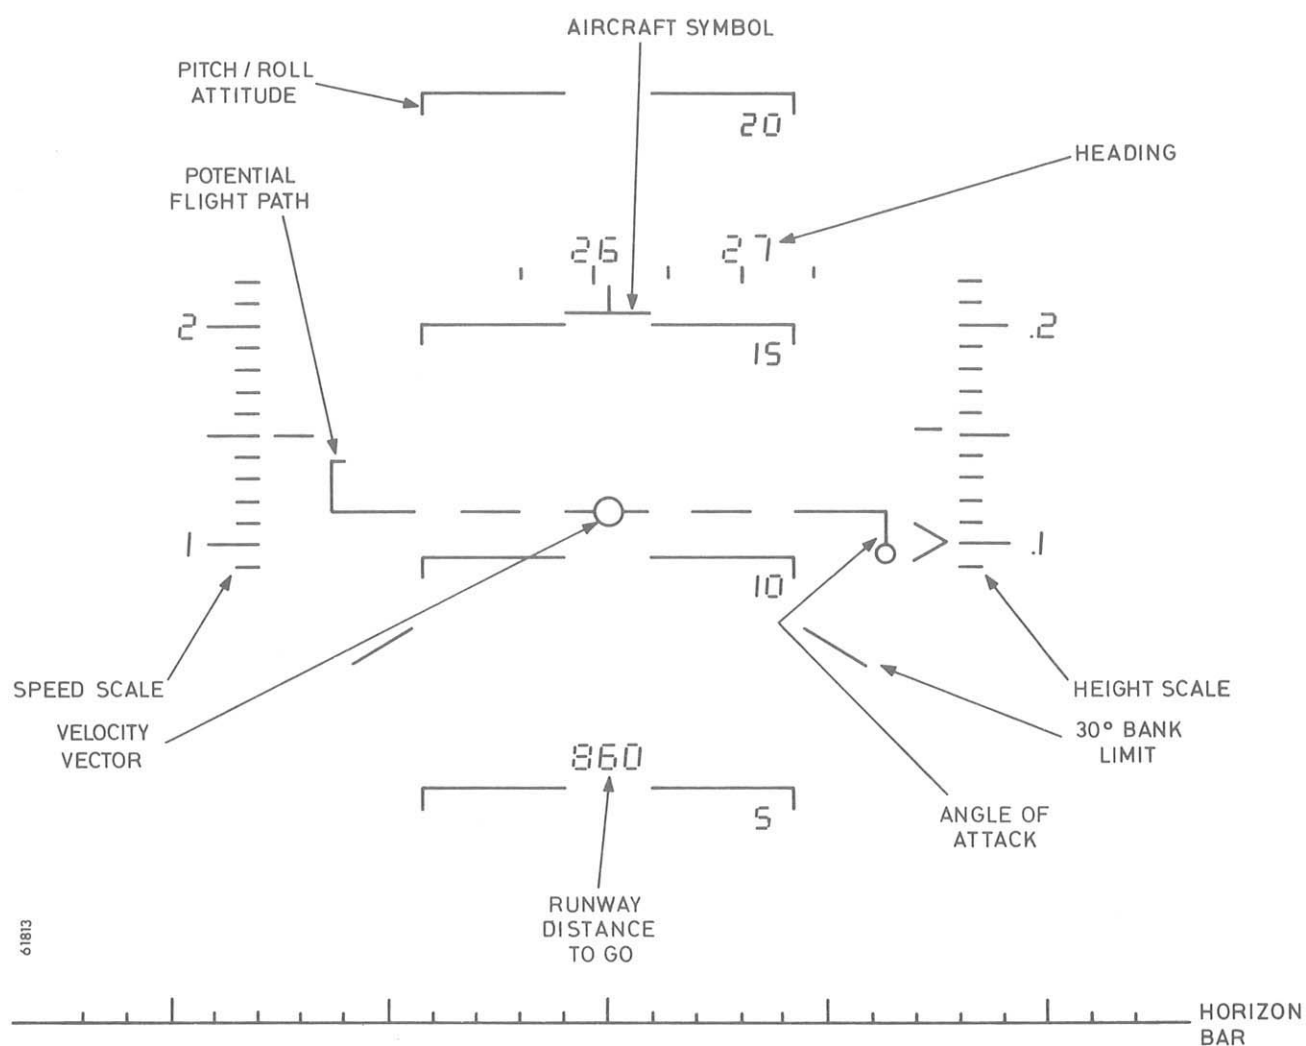 AIRCRAFT SYMBOL
PITCH / ROLL
ATTITUDE
20
HEADING
POTENTIAL
FLIGHT PATH
26 27
2
.2
15
1
.1
10
SPEED SCALE
HEIGHT SCALE
VELOCITY
VECTOR
30° BANK
LIMIT
860
5
ANGLE OF
ATTACK
RUNWAY
DISTANCE
TO GO
61813
HORIZON
BAR